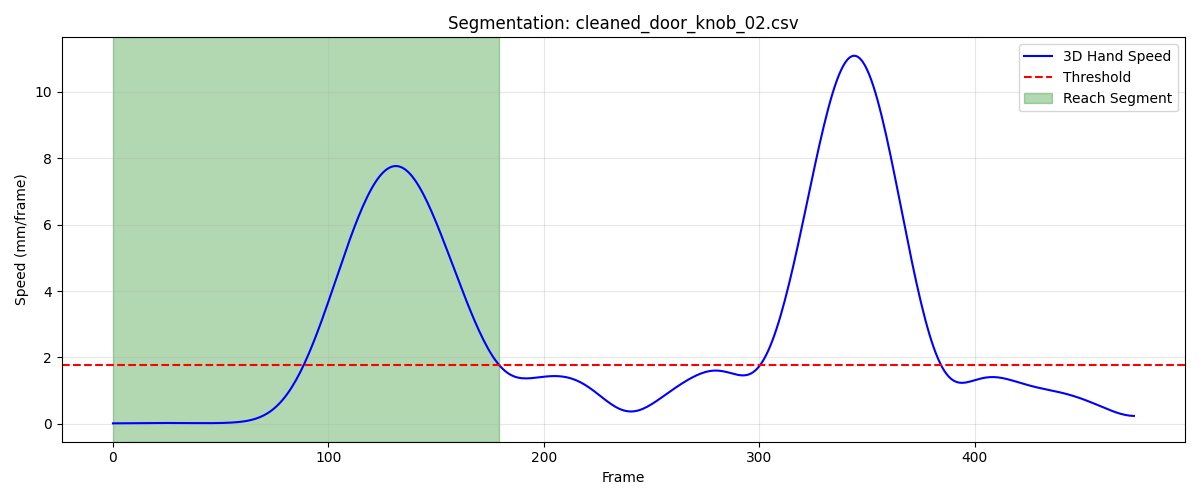 Segmentation: cleaned_door_knob_02.csv
3D Hand Speed
Threshold
Reach Segment
Speed (mm/frame)
10
8
6
4
2
0
0 100 200 300 400
Frame